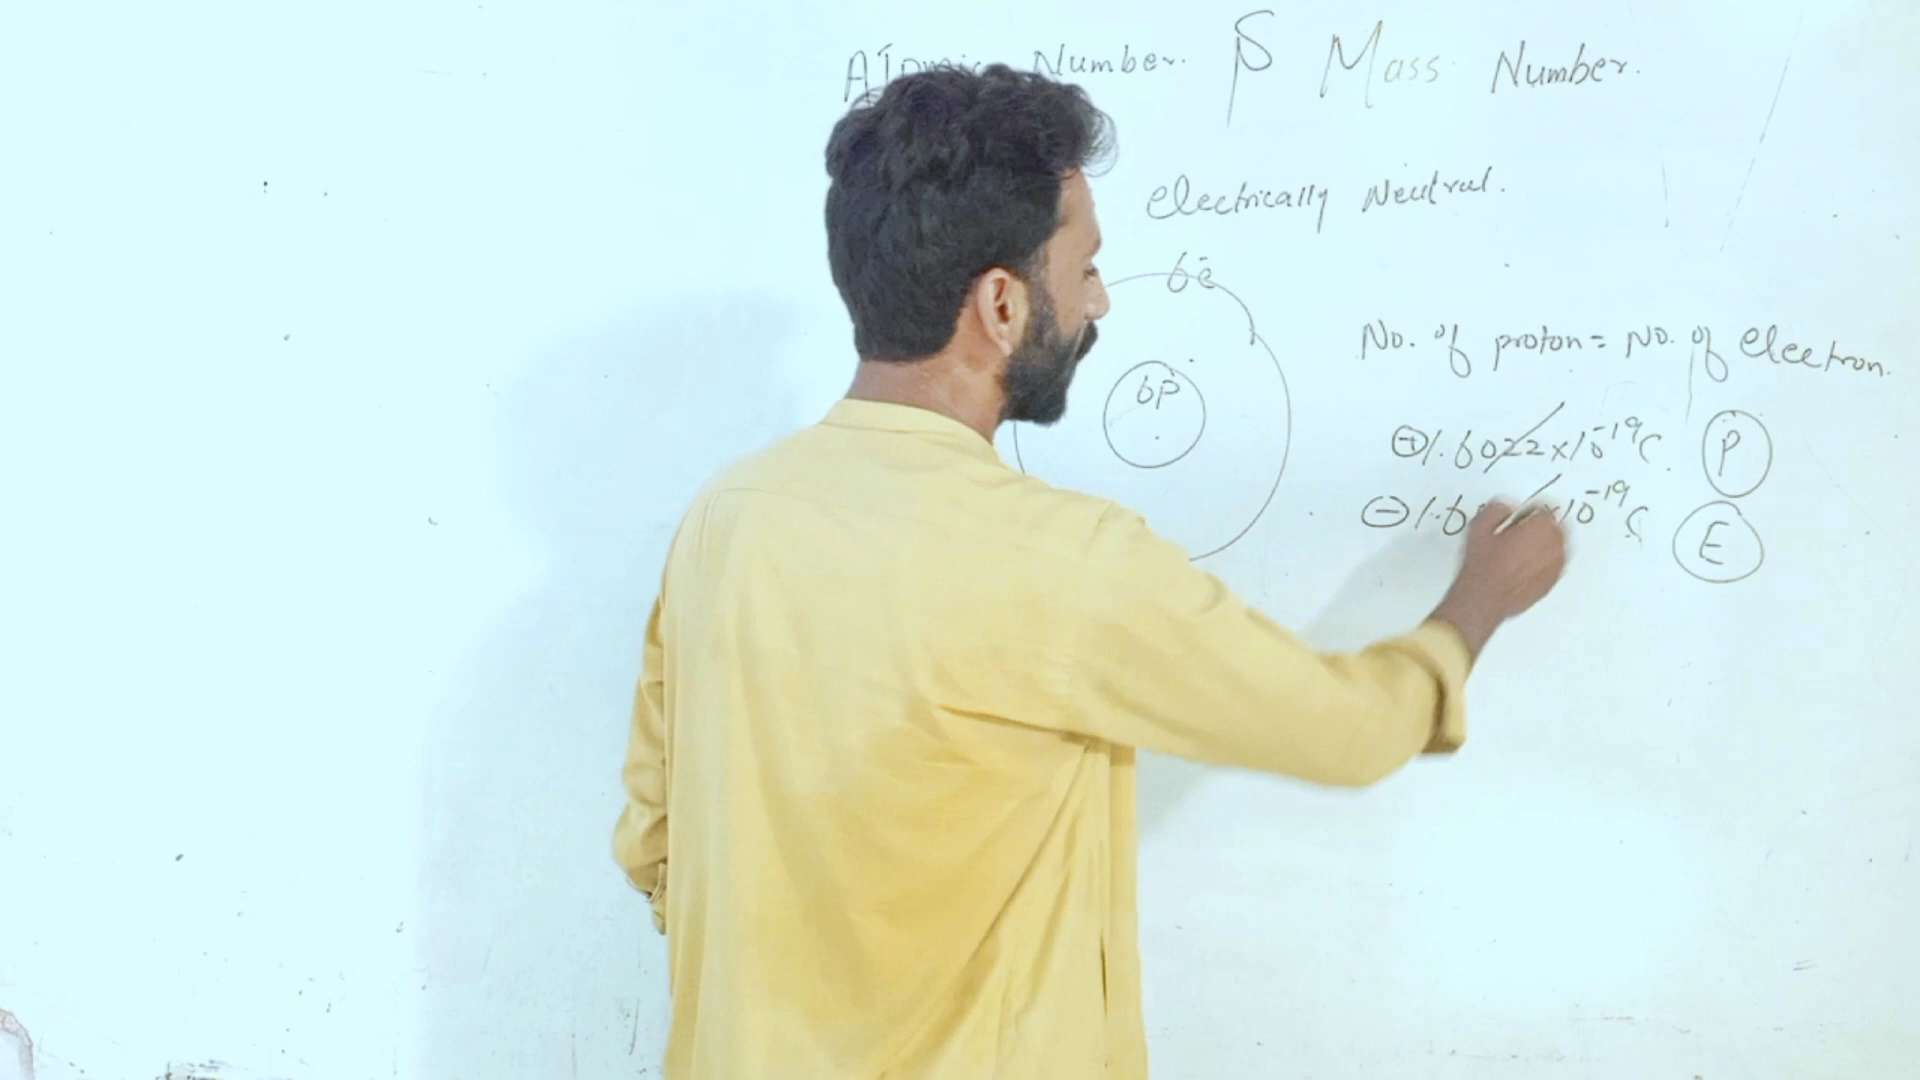 Atomic Number. & Mass Number.
electrically Neutral.
6e⁻
6P
No. of proton = No. of electron.
⊕1.6022×10⁻¹⁹C. P
⊖1.6 ×10⁻¹⁹C E